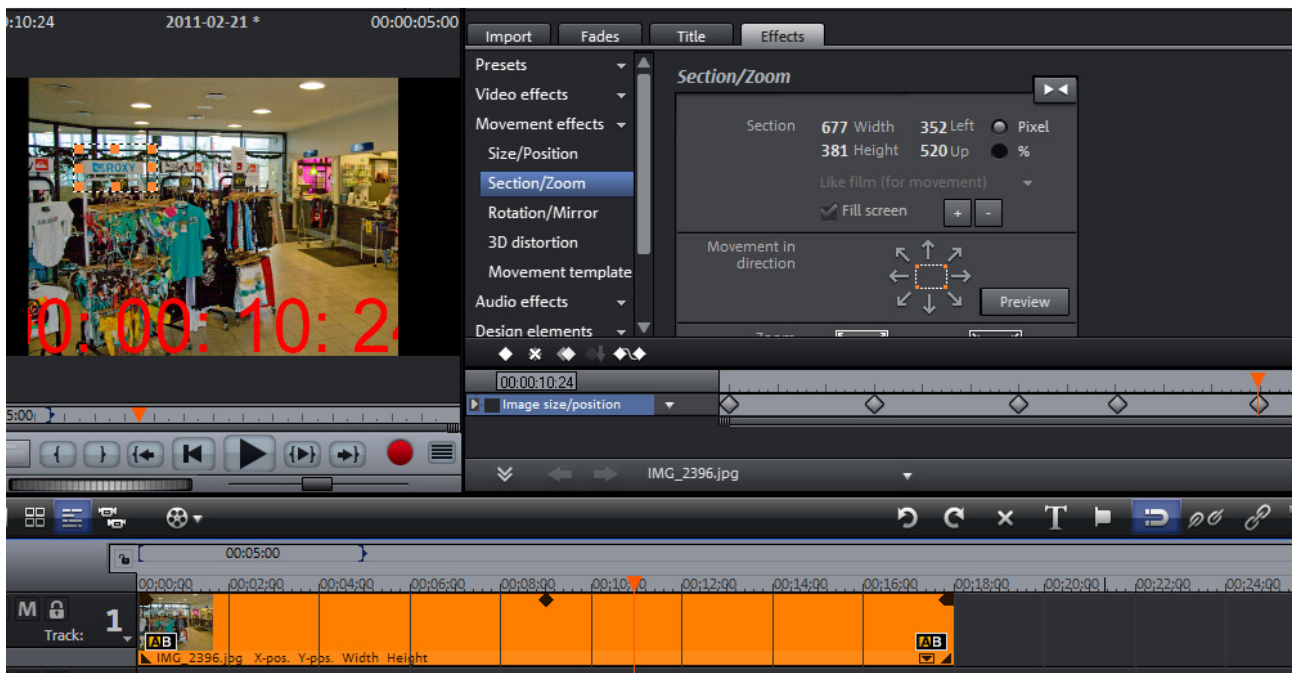 :10:24 2011-02-21 * 00:00:05:00
Import Fades Title Effects
Presets
Video effects
Movement effects
Size/Position
Section/Zoom
Rotation/Mirror
3D distortion
Movement template
Audio effects
Design elements
Section/Zoom
Section 677 Width 352 Left Pixel
381 Height 520 Up %
Like film (for movement)
Fill screen + -
Movement in
direction
Preview
Zoom
ROXY
0: 00: 10: 24
00:00:10:24
Image size/position
5:00
IMG_2396.jpg
00:05:00
00:00:00 00:02:00 00:04:00 00:06:00 00:08:00 00:10:00 00:12:00 00:14:00 00:16:00 00:18:00 00:20:00 00:22:00 00:24:00
M 1
Track:
AB AB
IMG_2396.jpg X-pos. Y-pos. Width Height